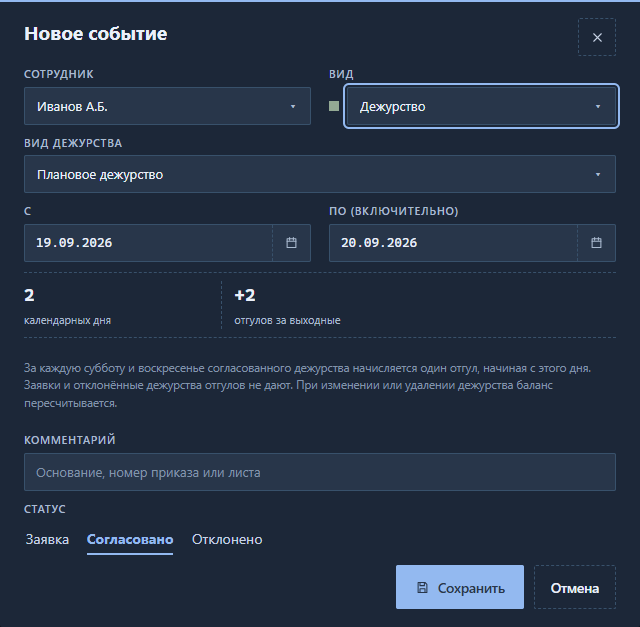 Новое событие
СОТРУДНИК
ВИД
Иванов А.Б.
Дежурство
ВИД ДЕЖУРСТВА
Плановое дежурство
С
ПО (ВКЛЮЧИТЕЛЬНО)
19.09.2026
20.09.2026
2
+2
календарных дня
отгулов за выходные
За каждую субботу и воскресенье согласованного дежурства начисляется один отгул, начиная с этого дня.
Заявки и отклонённые дежурства отгулов не дают. При изменении или удалении дежурства баланс
пересчитывается.
КОММЕНТАРИЙ
Основание, номер приказа или листа
СТАТУС
Заявка Согласовано Отклонено
Сохранить Отмена